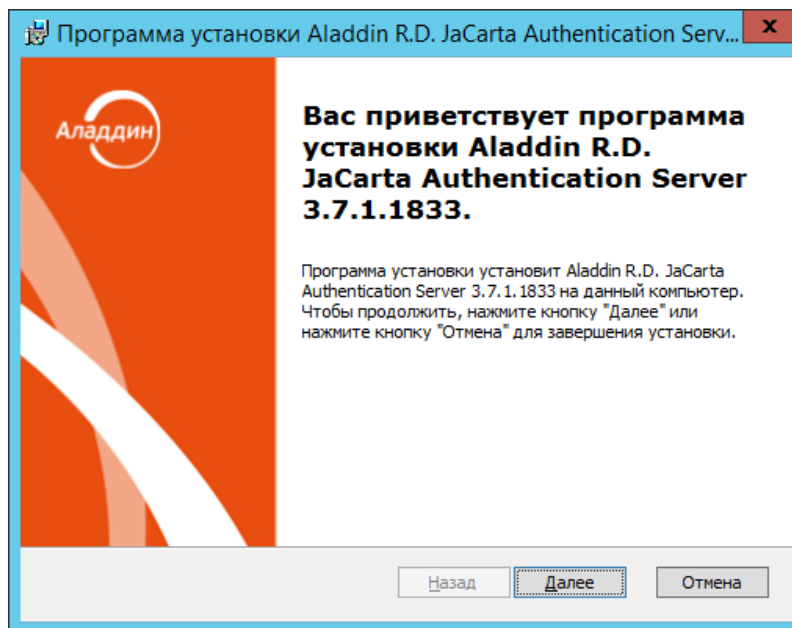 Программа установки Aladdin R.D. JaCarta Authentication Serv...
x
Аладдин
Вас приветствует программа
установки Aladdin R.D.
JaCarta Authentication Server
3.7.1.1833.
Программа установки установит Aladdin R.D. JaCarta
Authentication Server 3.7.1.1833 на данный компьютер.
Чтобы продолжить, нажмите кнопку "Далее" или
нажмите кнопку "Отмена" для завершения установки.
Назад Далее Отмена